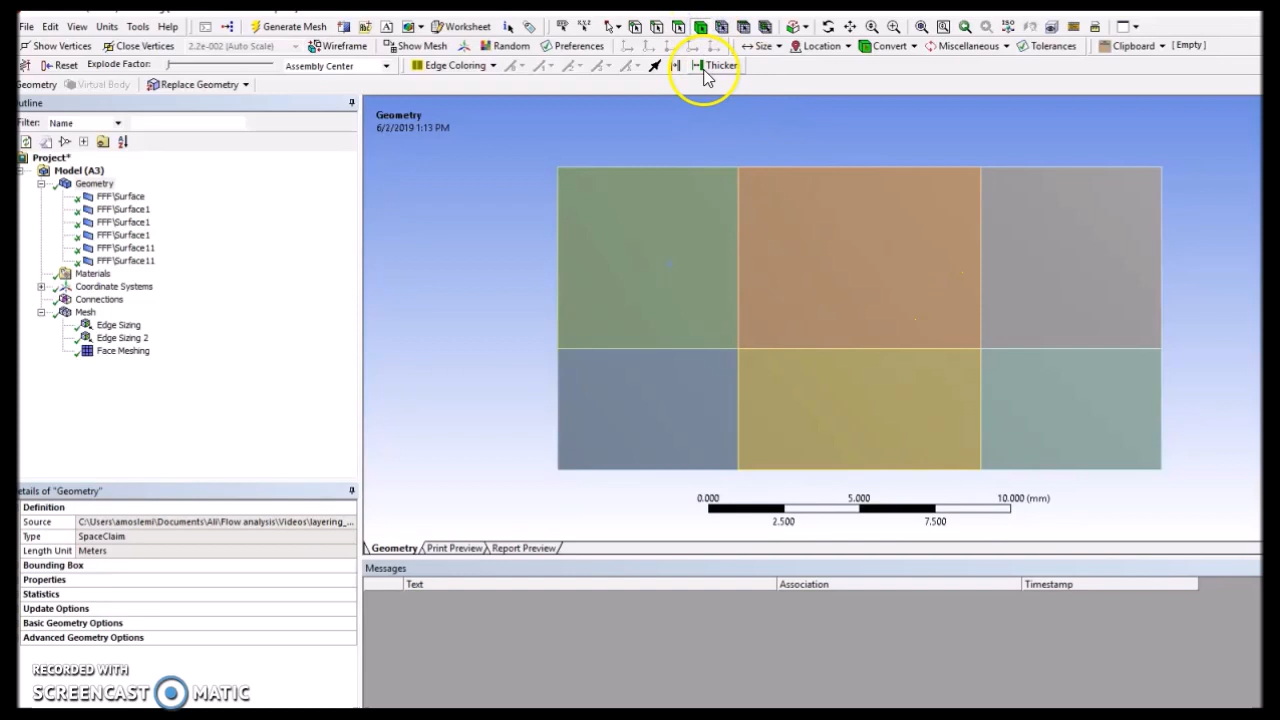 File Edit View Units Tools Help Generate Mesh Worksheet
Show Vertices Close Vertices 2.2e-002 (Auto Scale) Wireframe Show Mesh Random Preferences Size Location Convert Miscellaneous Tolerances Clipboard [Empty]
Reset Explode Factor: Assembly Center Edge Coloring Thicker
Geometry Virtual Body Replace Geometry
Outline
Filter: Name
Project*
Model (A3)
Geometry
FFF\Surface
FFF\Surface1
FFF\Surface1
FFF\Surface1
FFF\Surface11
FFF\Surface11
Materials
Coordinate Systems
Connections
Mesh
Edge Sizing
Edge Sizing 2
Face Meshing
Geometry
6/2/2019 1:13 PM
0.000 5.000 10.000 (mm)
2.500 7.500
Details of "Geometry"
Definition
Source C:\Users\amoslemi\Documents\Ali\Flow analysis\Videos\layering_...
Type SpaceClaim
Length Unit Meters
Bounding Box
Properties
Statistics
Update Options
Basic Geometry Options
Advanced Geometry Options
Geometry Print Preview Report Preview
Messages
Text Association Timestamp
RECORDED WITH
SCREENCAST MATIC